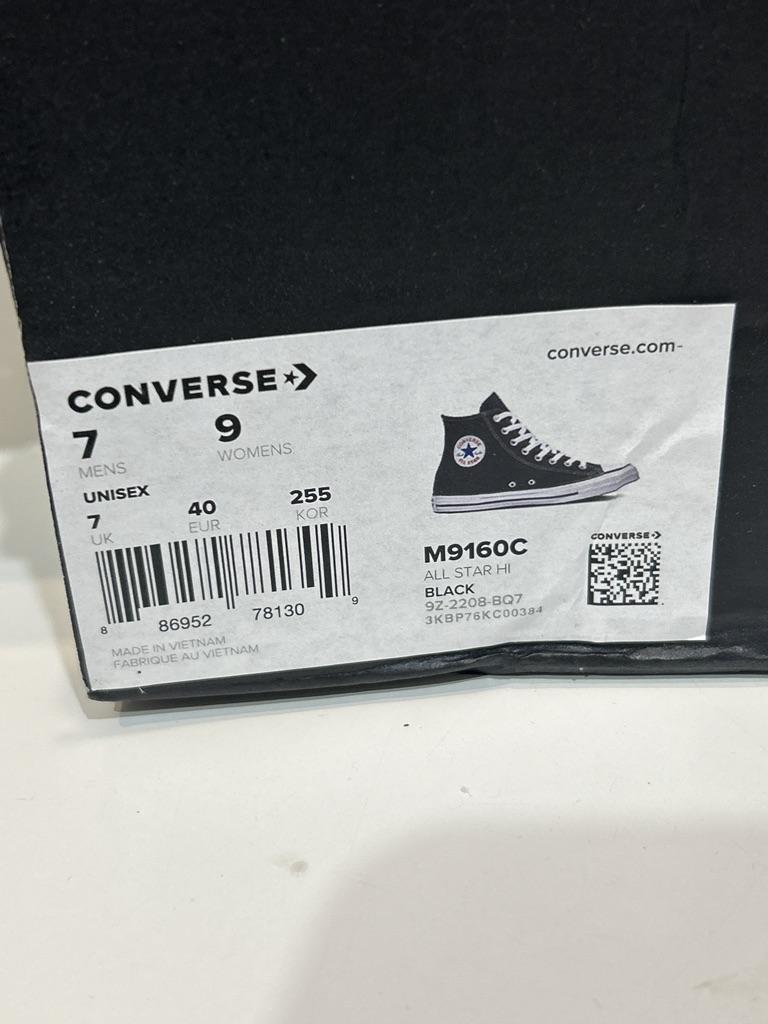 CONVERSE
converse.com-
7 9
MENS WOMENS
UNISEX
7 40 255
UK EUR KOR
8 86952 78130 9
MADE IN VIETNAM
FABRIQUE AU VIETNAM
CONVERSE
ALL STAR
M9160C
ALL STAR HI
BLACK
9Z-2208-BQ7
3KBP76KC00384
CONVERSE